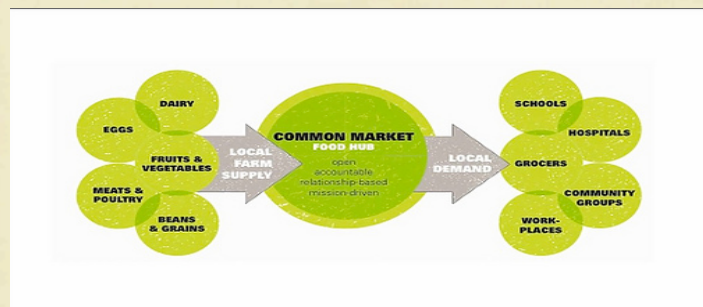 DAIRY
EGGS
FRUITS &
VEGETABLES
MEATS &
POULTRY
BEANS
& GRAINS
LOCAL
FARM
SUPPLY
COMMON MARKET
FOOD HUB
open
accountable
relationship-based
mission-driven
LOCAL
DEMAND
SCHOOLS
HOSPITALS
GROCERS
COMMUNITY
GROUPS
WORK-
PLACES